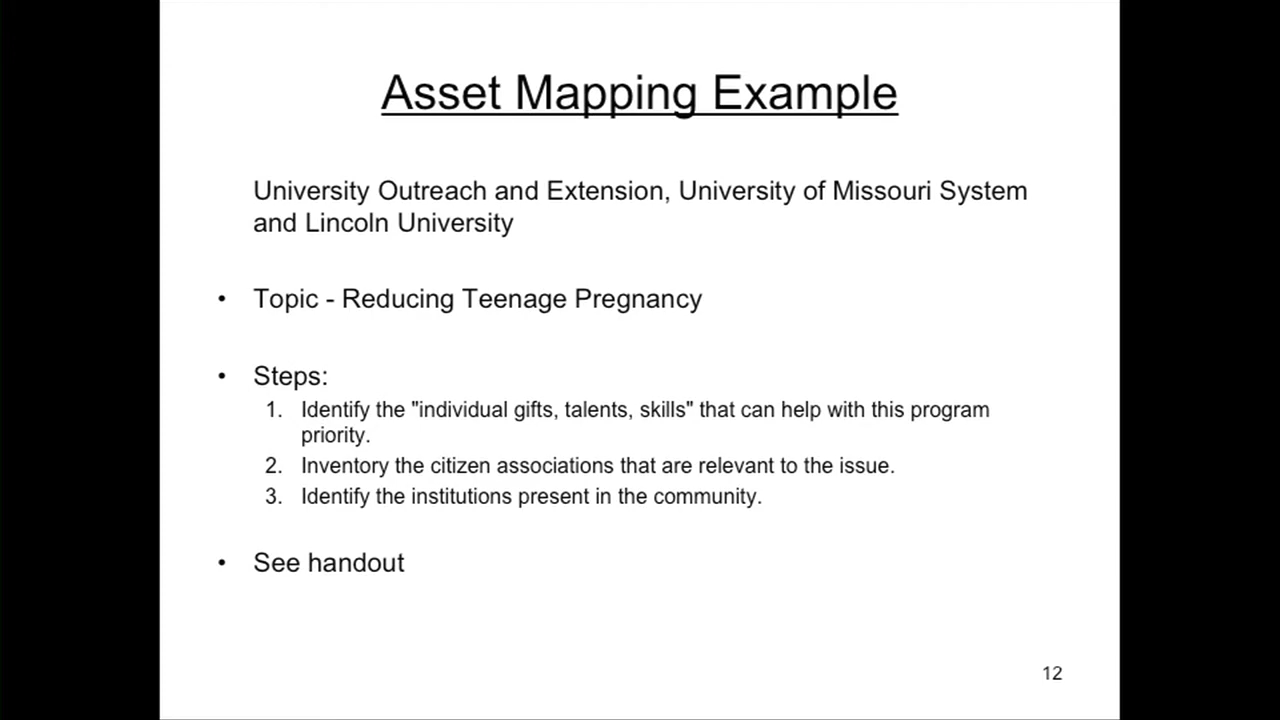 Asset Mapping Example
University Outreach and Extension, University of Missouri System
and Lincoln University
• Topic - Reducing Teenage Pregnancy
• Steps:
1. Identify the "individual gifts, talents, skills" that can help with this program
priority.
2. Inventory the citizen associations that are relevant to the issue.
3. Identify the institutions present in the community.
• See handout
12